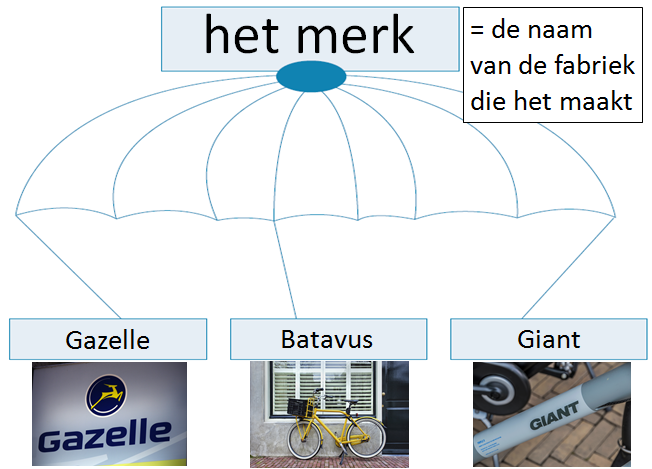 het merk
= de naam
van de fabriek
die het maakt
Gazelle
Batavus
Giant
Gazelle
GIANT